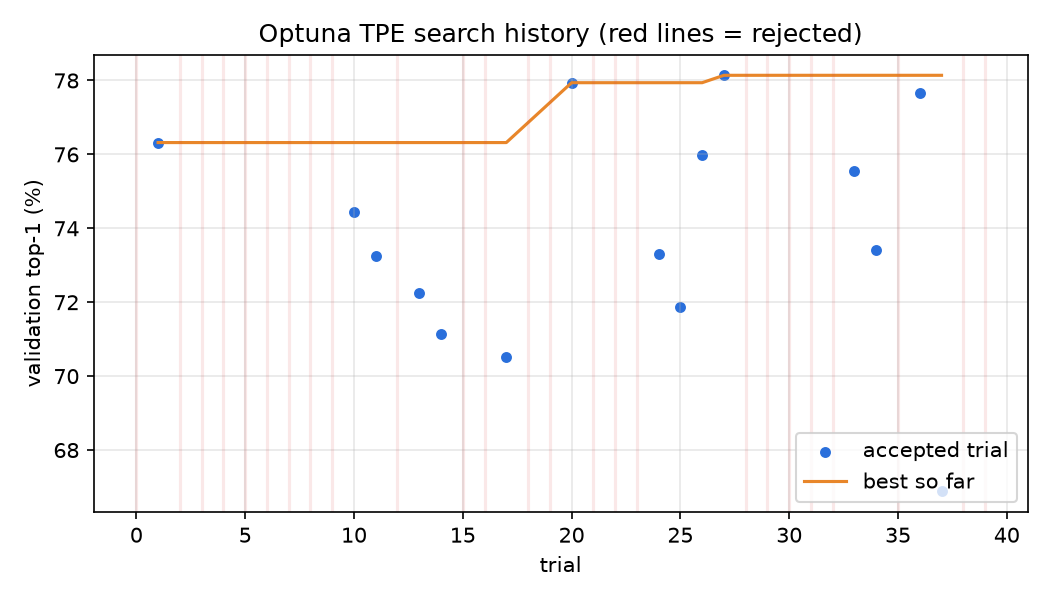 Optuna TPE search history (red lines = rejected)
validation top-1 (%)
78
76
74
72
70
68
accepted trial
best so far
0 5 10 15 20 25 30 35 40
trial